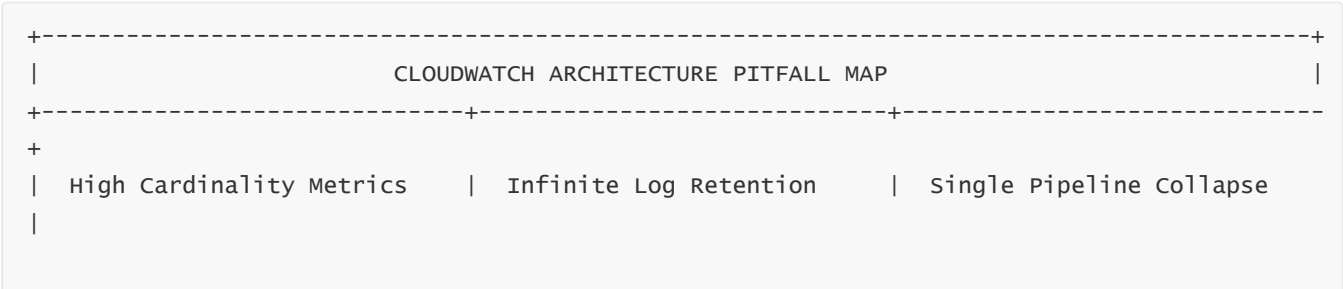 +------------------------------------------------------------------------------------------+
|                         CLOUDWATCH ARCHITECTURE PITFALL MAP                              |
+------------------------------+-----------------------------+------------------------------
+
|  High Cardinality Metrics    |  Infinite Log Retention     |  Single Pipeline Collapse
|